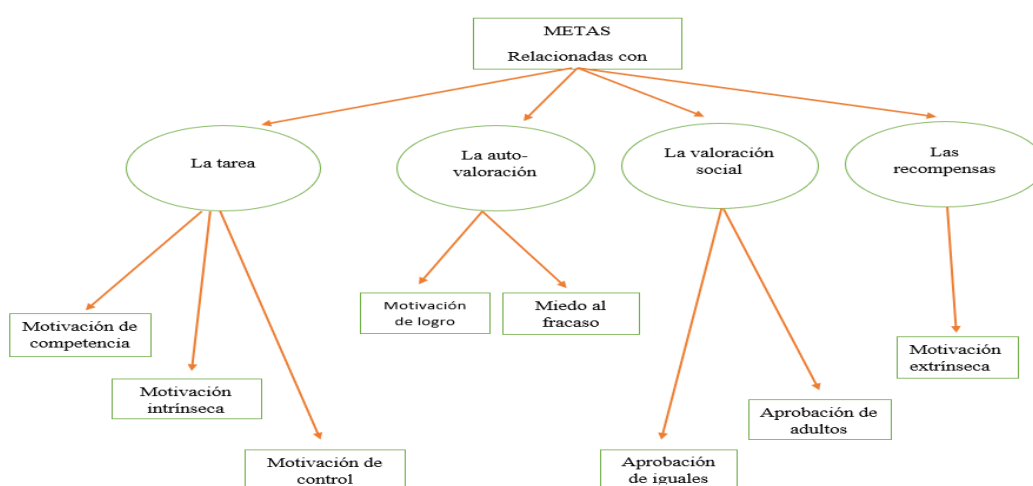 METAS
Relacionadas con
La tarea
La auto-
valoración
La valoración
social
Las
recompensas
Motivación de
competencia
Motivación
intrínseca
Motivación de
control
Motivación
de logro
Miedo al
fracaso
Aprobación
de iguales
Aprobación de
adultos
Motivación
extrínseca